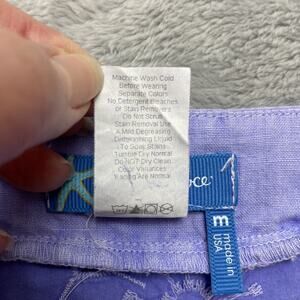 Machine Wash Cold
Before Wearing
Separate Colors
No Detergent Bleaches
or Stain Removers
Do Not Scrub
Stain Removal Use
A Mild Degreasing
Dishwashing Liquid
To Soak Stains
Tumble Dry Normal
Do NOT Dry Clean
Color Variances
Fading Are Normal
m
made in
USA